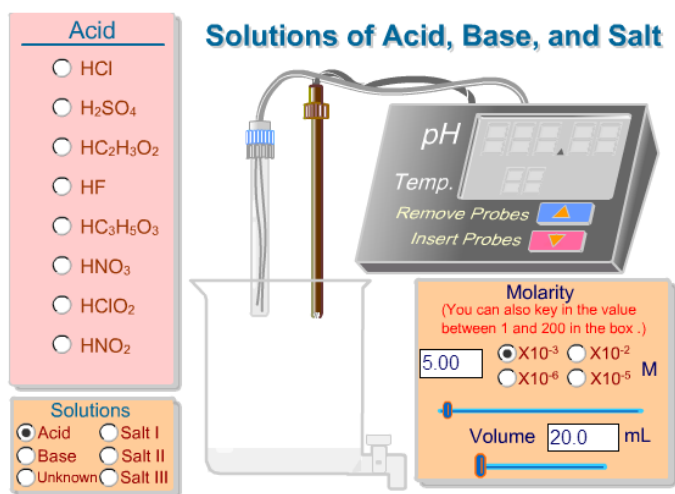 Acid
Solutions of Acid, Base, and Salt
HCl
H₂SO₄
HC₂H₃O₂
HF
HC₃H₅O₃
HNO₃
HClO₂
HNO₂
pH
Temp.
Remove Probes
Insert Probes
Molarity
(You can also key in the value
between 1 and 200 in the box .)
5.00 X10⁻³ X10⁻² M
X10⁻⁶ X10⁻⁵
Volume 20.0 mL
Solutions
Acid Salt I
Base Salt II
Unknown Salt III